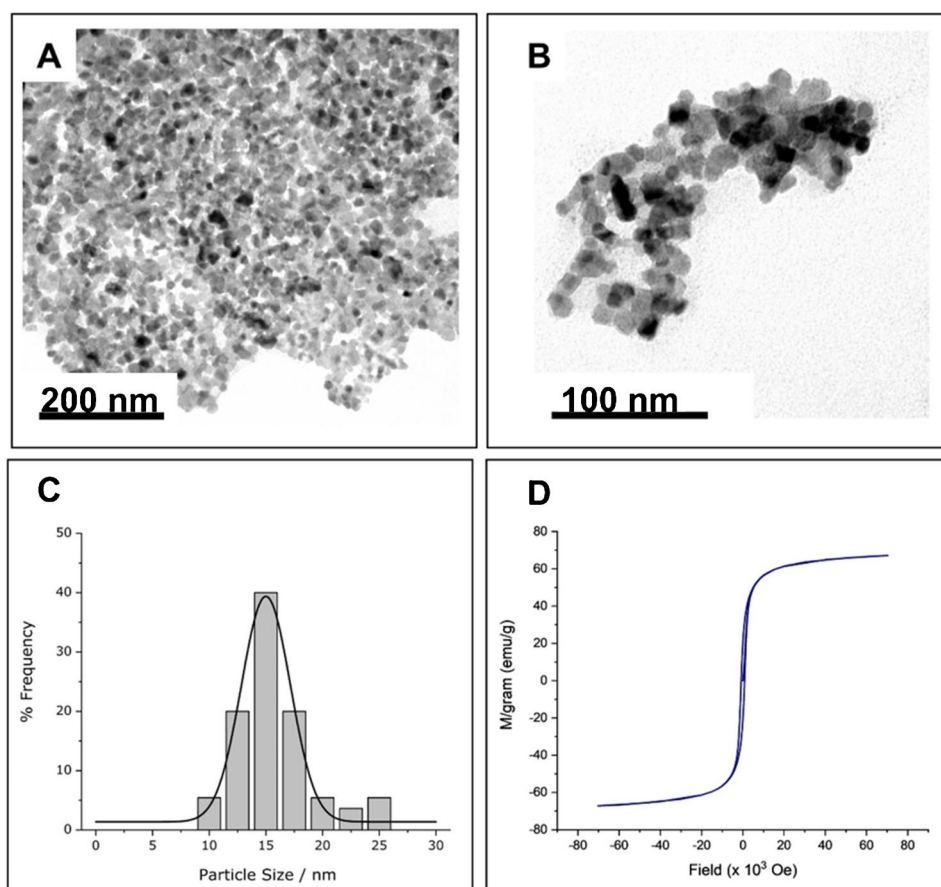 A
200 nm
B
100 nm
C
50
40
30
20
10
0
% Frequency
0 5 10 15 20 25 30
Particle Size / nm
D
80
60
40
20
0
-20
-40
-60
-80
M/gram (emu/g)
-80 -60 -40 -20 0 20 40 60 80
Field (x 10³ Oe)